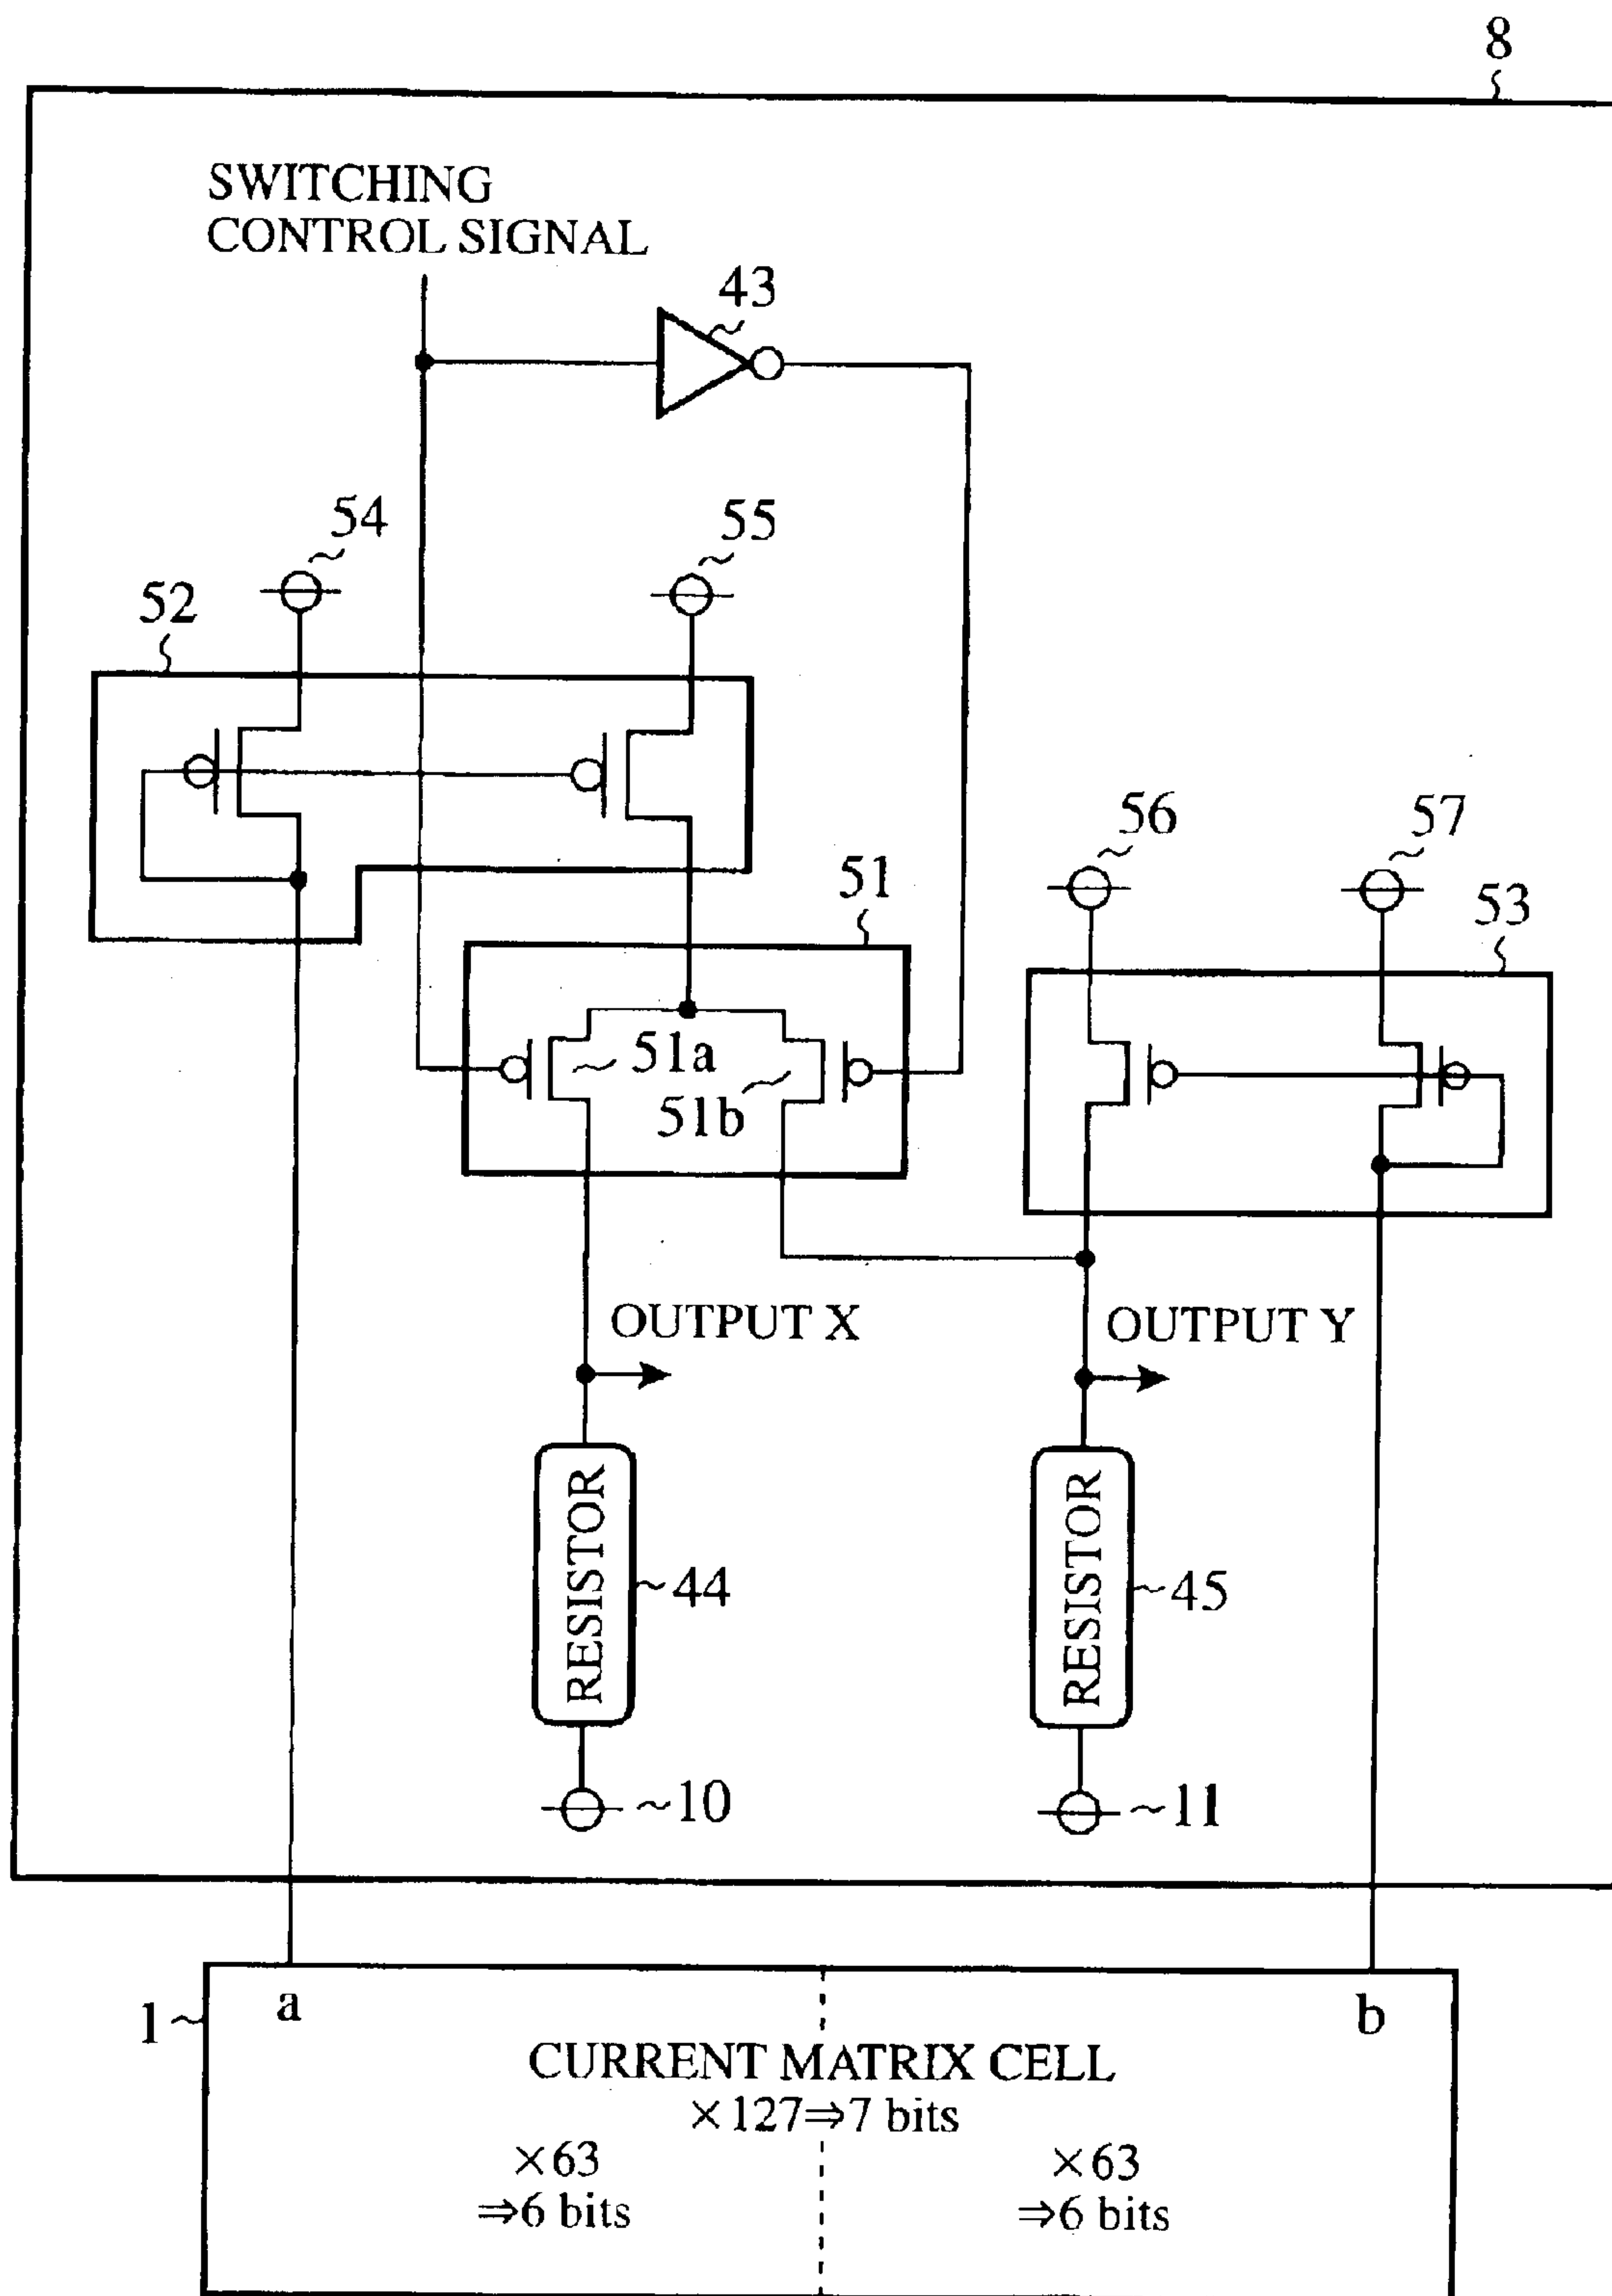 8
SWITCHING
CONTROL SIGNAL
43
54
55
52
56
57
51
53
51a
51b
OUTPUT X
OUTPUT Y
RESISTOR
44
RESISTOR
45
~10
~11
1
a
b
CURRENT MATRIX CELL
×127⇒7 bits
×63
⇒6 bits
×63
⇒6 bits